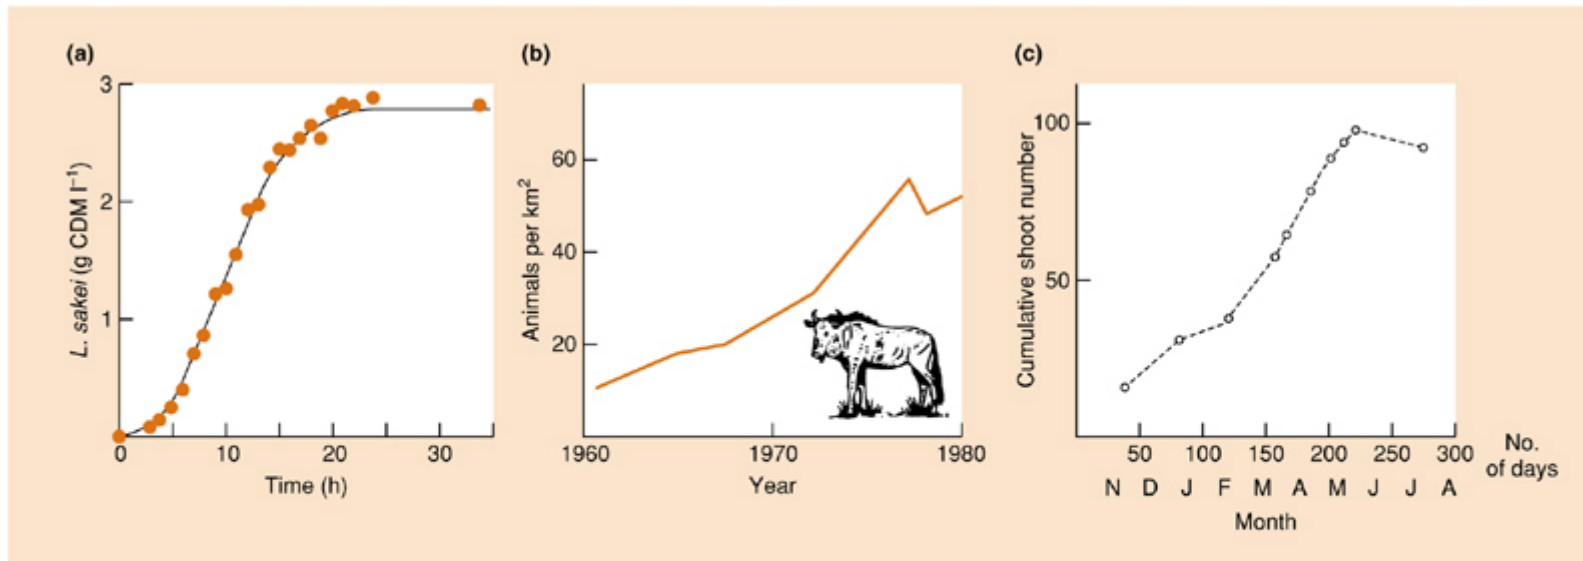 (a)
3
2
1
L. sakei (g CDM l⁻¹)
0 10 20 30
Time (h)
(b)
60
40
20
Animals per km²
1960 1970 1980
Year
(c)
100
50
Cumulative shoot number
50 100 150 200 250 300
No. of days
N D J F M A M J J A
Month